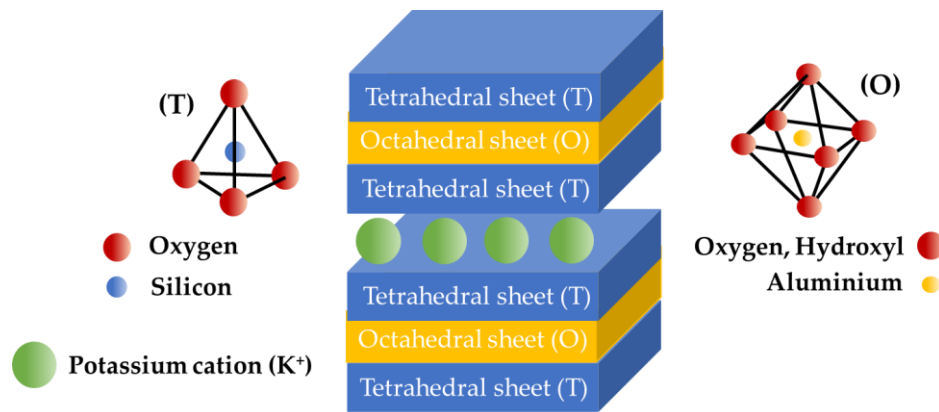 (T)
Oxygen
Silicon
Potassium cation (K⁺)
Tetrahedral sheet (T)
Octahedral sheet (O)
Tetrahedral sheet (T)
Tetrahedral sheet (T)
Octahedral sheet (O)
Tetrahedral sheet (T)
(O)
Oxygen, Hydroxyl
Aluminium